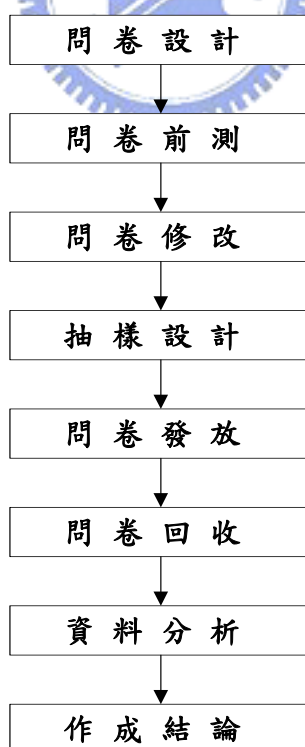 問卷設計
問卷前測
問卷修改
抽樣設計
問卷發放
問卷回收
資料分析
作成結論